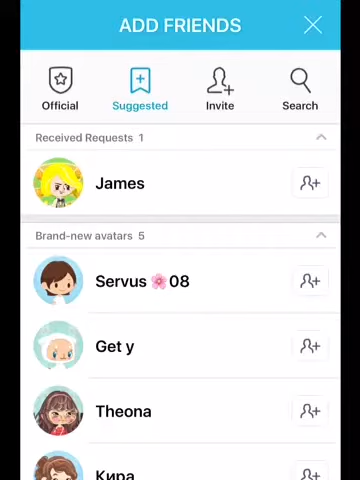 ADD FRIENDS
Official Suggested Invite Search
Received Requests 1
James
Brand-new avatars 5
Servus 🌸08
Get y
Theona
Кира